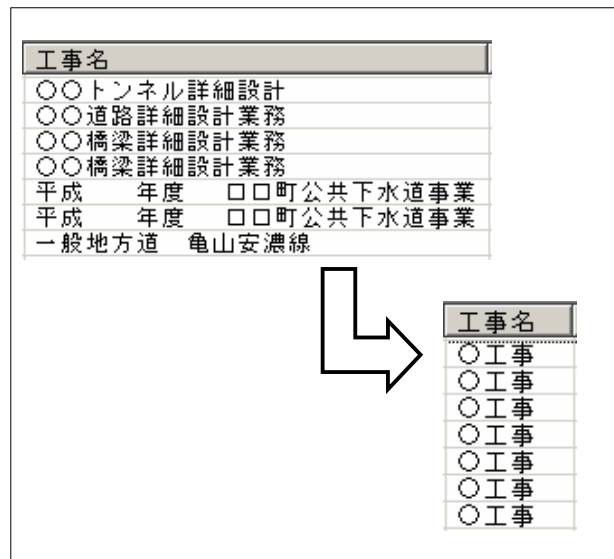 工事名
○○トンネル詳細設計
○○道路詳細設計業務
○○橋梁詳細設計業務
○○橋梁詳細設計業務
平成　　年度　　口口町公共下水道事業
平成　　年度　　口口町公共下水道事業
一般地方道　亀山安濃線
工事名
○工事
○工事
○工事
○工事
○工事
○工事
○工事